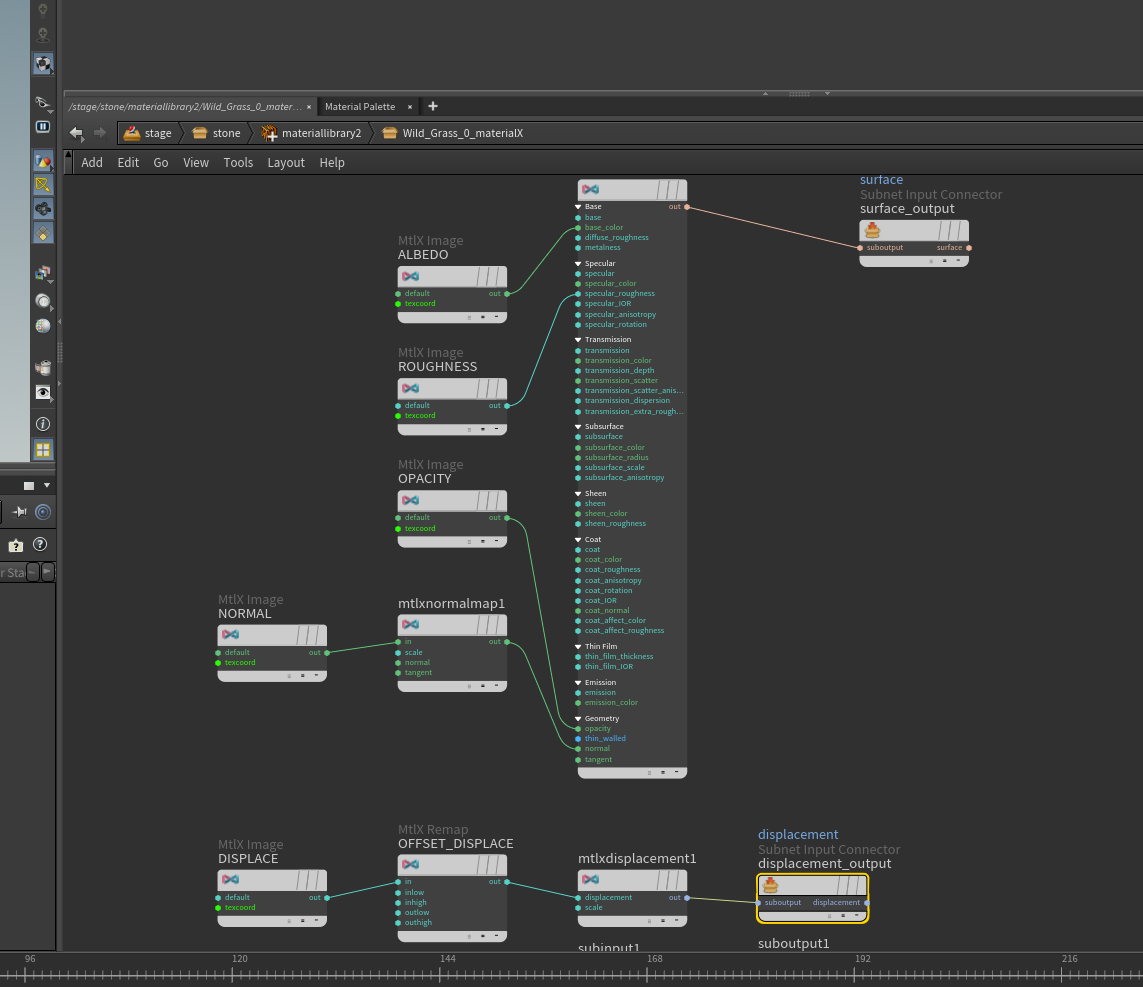 /stage/stone/materiallibrary2/Wild_Grass_0_mater... × Material Palette × +
stage stone materiallibrary2 Wild_Grass_0_materialX
Add Edit Go View Tools Layout Help
surface
Subnet Input Connector
surface_output
suboutput surface
Base out
base
base_color
diffuse_roughness
metalness
Specular
specular
specular_color
specular_roughness
specular_IOR
specular_anisotropy
specular_rotation
Transmission
transmission
transmission_color
transmission_depth
transmission_scatter
transmission_scatter_anis...
transmission_dispersion
transmission_extra_rough...
Subsurface
subsurface
subsurface_color
subsurface_radius
subsurface_scale
subsurface_anisotropy
Sheen
sheen
sheen_color
sheen_roughness
Coat
coat
coat_color
coat_roughness
coat_anisotropy
coat_rotation
coat_IOR
coat_normal
coat_affect_color
coat_affect_roughness
Thin Film
thin_film_thickness
thin_film_IOR
Emission
emission
emission_color
Geometry
opacity
thin_walled
normal
tangent
MtlX Image
ALBEDO
default out
texcoord
MtlX Image
ROUGHNESS
default out
texcoord
MtlX Image
OPACITY
default out
texcoord
MtlX Image
NORMAL
default out
texcoord
mtlxnormalmap1
in out
scale
normal
tangent
r Sta
MtlX Image
DISPLACE
default out
texcoord
MtlX Remap
OFFSET_DISPLACE
in out
inlow
inhigh
outlow
outhigh
mtlxdisplacement1
displacement out
scale
displacement
Subnet Input Connector
displacement_output
suboutput displacement
subinput1
suboutput1
96 120 144 168 192 216